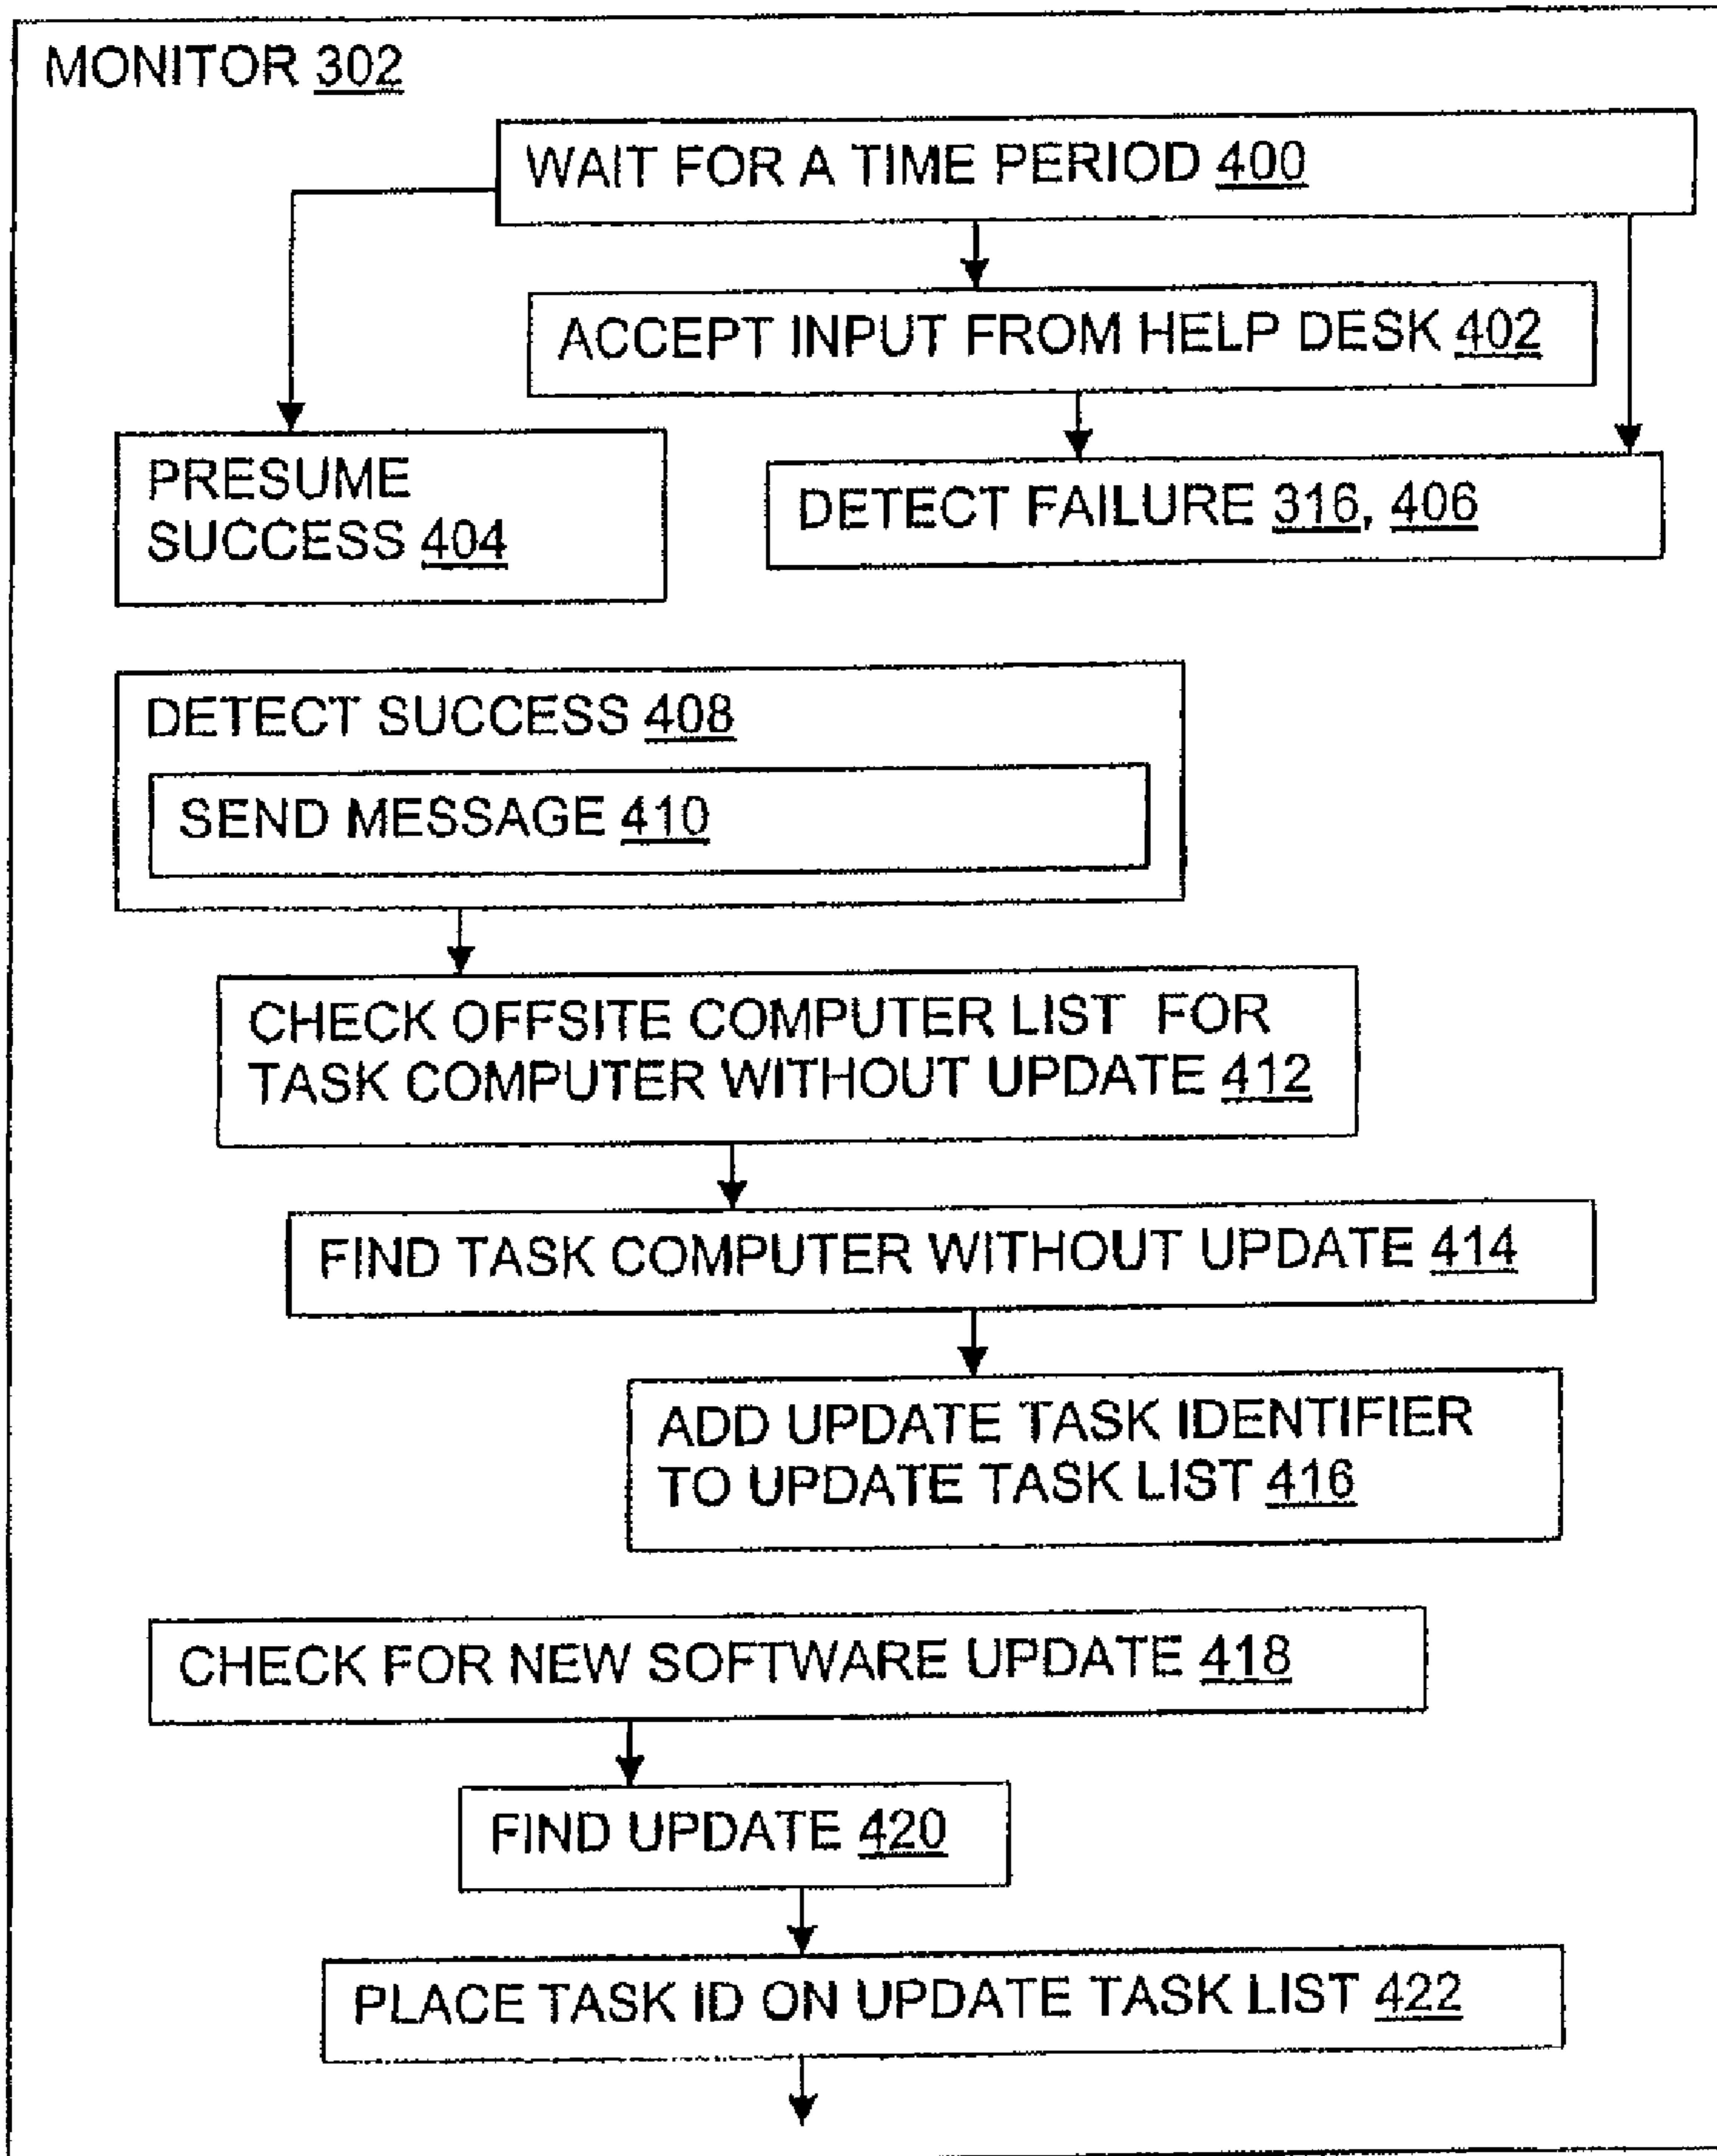 MONITOR 302
WAIT FOR A TIME PERIOD 400
ACCEPT INPUT FROM HELP DESK 402
PRESUME
SUCCESS 404
DETECT FAILURE 316, 406
DETECT SUCCESS 408
SEND MESSAGE 410
CHECK OFFSITE COMPUTER LIST FOR
TASK COMPUTER WITHOUT UPDATE 412
FIND TASK COMPUTER WITHOUT UPDATE 414
ADD UPDATE TASK IDENTIFIER
TO UPDATE TASK LIST 416
CHECK FOR NEW SOFTWARE UPDATE 418
FIND UPDATE 420
PLACE TASK ID ON UPDATE TASK LIST 422